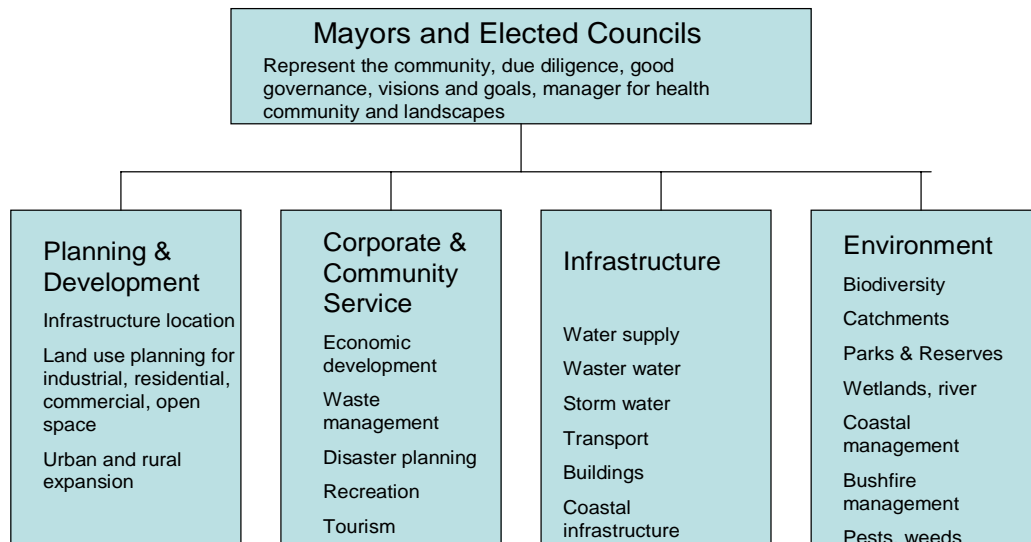 Mayors and Elected Councils
Represent the community, due diligence, good
governance, visions and goals, manager for health
community and landscapes
Planning &
Development
Infrastructure location
Land use planning for
industrial, residential,
commercial, open
space
Urban and rural
expansion
Corporate &
Community
Service
Economic
development
Waste
management
Disaster planning
Recreation
Tourism
Infrastructure
Water supply
Waster water
Storm water
Transport
Buildings
Coastal
infrastructure
Environment
Biodiversity
Catchments
Parks & Reserves
Wetlands, river
Coastal
management
Bushfire
management
Pests, weeds